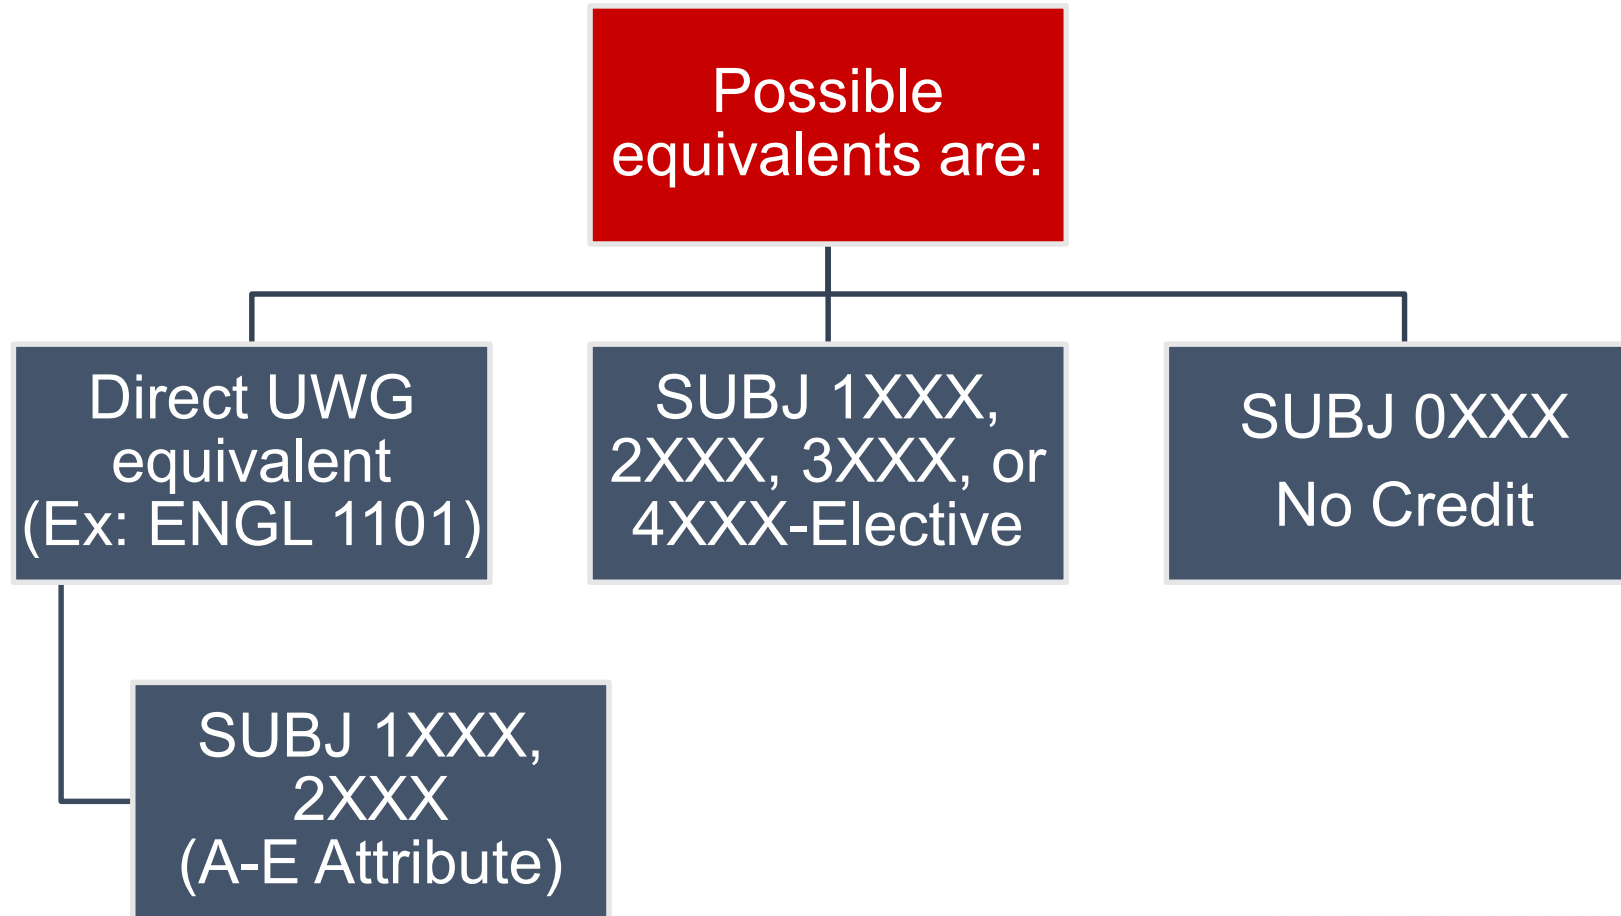 Possible
equivalents are:
Direct UWG
equivalent
(Ex: ENGL 1101)
SUBJ 1XXX,
2XXX, 3XXX, or
4XXX-Elective
SUBJ 0XXX
No Credit
SUBJ 1XXX,
2XXX
(A-E Attribute)